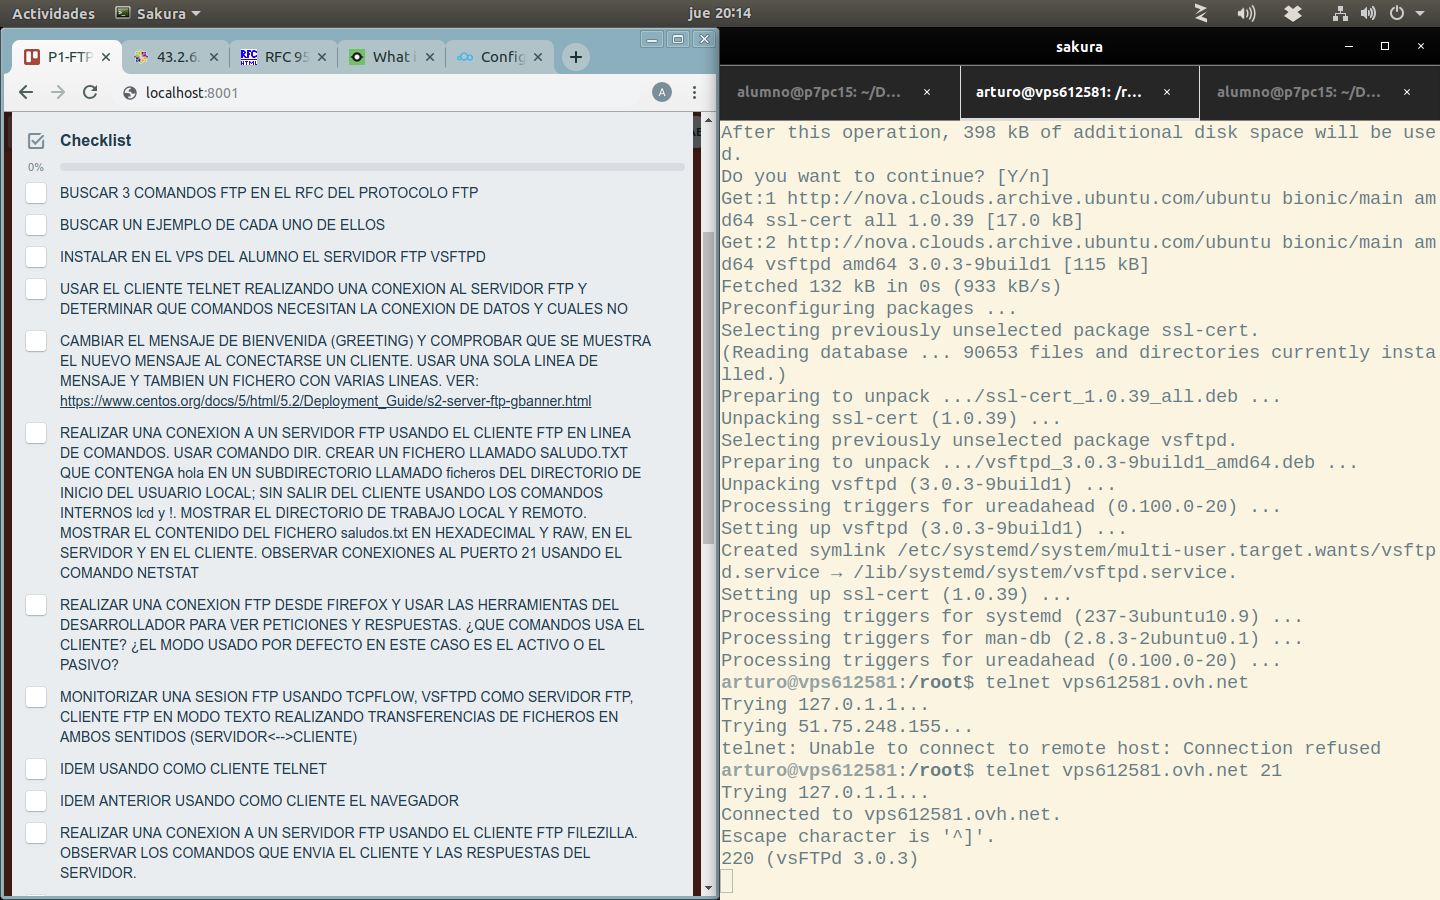 Actividades
Sakura
jue 20:14
P1-FTP
43.2.6.
RFC 95
What i
Config
localhost:8001
A
Checklist
0%
BUSCAR 3 COMANDOS FTP EN EL RFC DEL PROTOCOLO FTP
BUSCAR UN EJEMPLO DE CADA UNO DE ELLOS
INSTALAR EN EL VPS DEL ALUMNO EL SERVIDOR FTP VSFTPD
USAR EL CLIENTE TELNET REALIZANDO UNA CONEXION AL SERVIDOR FTP Y
DETERMINAR QUE COMANDOS NECESITAN LA CONEXION DE DATOS Y CUALES NO
CAMBIAR EL MENSAJE DE BIENVENIDA (GREETING) Y COMPROBAR QUE SE MUESTRA
EL NUEVO MENSAJE AL CONECTARSE UN CLIENTE. USAR UNA SOLA LINEA DE
MENSAJE Y TAMBIEN UN FICHERO CON VARIAS LINEAS. VER:
https://www.centos.org/docs/5/html/5.2/Deployment_Guide/s2-server-ftp-gbanner.html
REALIZAR UNA CONEXION A UN SERVIDOR FTP USANDO EL CLIENTE FTP EN LINEA
DE COMANDOS. USAR COMANDO DIR. CREAR UN FICHERO LLAMADO SALUDO.TXT
QUE CONTENGA hola EN UN SUBDIRECTORIO LLAMADO ficheros DEL DIRECTORIO DE
INICIO DEL USUARIO LOCAL; SIN SALIR DEL CLIENTE USANDO LOS COMANDOS
INTERNOS lcd y !. MOSTRAR EL DIRECTORIO DE TRABAJO LOCAL Y REMOTO.
MOSTRAR EL CONTENIDO DEL FICHERO saludos.txt EN HEXADECIMAL Y RAW, EN EL
SERVIDOR Y EN EL CLIENTE. OBSERVAR CONEXIONES AL PUERTO 21 USANDO EL
COMANDO NETSTAT
REALIZAR UNA CONEXION FTP DESDE FIREFOX Y USAR LAS HERRAMIENTAS DEL
DESARROLLADOR PARA VER PETICIONES Y RESPUESTAS. ¿QUE COMANDOS USA EL
CLIENTE? ¿EL MODO USADO POR DEFECTO EN ESTE CASO ES EL ACTIVO O EL
PASIVO?
MONITORIZAR UNA SESION FTP USANDO TCPFLOW, VSFTPD COMO SERVIDOR FTP,
CLIENTE FTP EN MODO TEXTO REALIZANDO TRANSFERENCIAS DE FICHEROS EN
AMBOS SENTIDOS (SERVIDOR<-->CLIENTE)
IDEM USANDO COMO CLIENTE TELNET
IDEM ANTERIOR USANDO COMO CLIENTE EL NAVEGADOR
REALIZAR UNA CONEXION A UN SERVIDOR FTP USANDO EL CLIENTE FTP FILEZILLA.
OBSERVAR LOS COMANDOS QUE ENVIA EL CLIENTE Y LAS RESPUESTAS DEL
SERVIDOR.
sakura
alumno@p7pc15: ~/D...
arturo@vps612581: /r...
alumno@p7pc15: ~/D...
After this operation, 398 kB of additional disk space will be use
d.
Do you want to continue? [Y/n]
Get:1 http://nova.clouds.archive.ubuntu.com/ubuntu bionic/main am
d64 ssl-cert all 1.0.39 [17.0 kB]
Get:2 http://nova.clouds.archive.ubuntu.com/ubuntu bionic/main am
d64 vsftpd amd64 3.0.3-9build1 [115 kB]
Fetched 132 kB in 0s (933 kB/s)
Preconfiguring packages ...
Selecting previously unselected package ssl-cert.
(Reading database ... 90653 files and directories currently insta
lled.)
Preparing to unpack .../ssl-cert_1.0.39_all.deb ...
Unpacking ssl-cert (1.0.39) ...
Selecting previously unselected package vsftpd.
Preparing to unpack .../vsftpd_3.0.3-9build1_amd64.deb ...
Unpacking vsftpd (3.0.3-9build1) ...
Processing triggers for ureadahead (0.100.0-20) ...
Setting up vsftpd (3.0.3-9build1) ...
Created symlink /etc/systemd/system/multi-user.target.wants/vsftp
d.service → /lib/systemd/system/vsftpd.service.
Setting up ssl-cert (1.0.39) ...
Processing triggers for systemd (237-3ubuntu10.9) ...
Processing triggers for man-db (2.8.3-2ubuntu0.1) ...
Processing triggers for ureadahead (0.100.0-20) ...
arturo@vps612581:/root$ telnet vps612581.ovh.net
Trying 127.0.1.1...
Trying 51.75.248.155...
telnet: Unable to connect to remote host: Connection refused
arturo@vps612581:/root$ telnet vps612581.ovh.net 21
Trying 127.0.1.1...
Connected to vps612581.ovh.net.
Escape character is '^]'.
220 (vsFTPd 3.0.3)